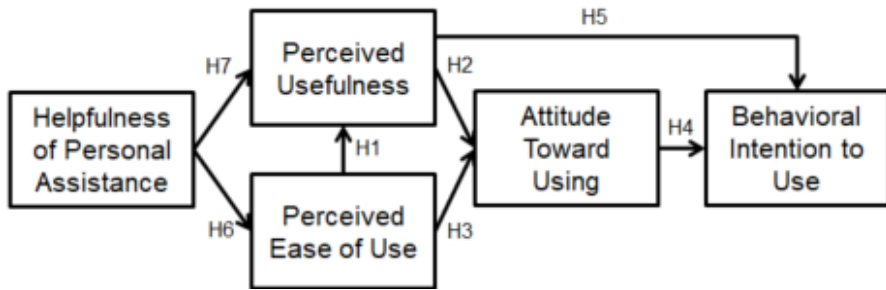 H5
Perceived
Usefulness
H7
H2
Helpfulness
of Personal
Assistance
Attitude
Toward
Using
H4
Behavioral
Intention to
Use
H1
Perceived
Ease of Use
H6
H3